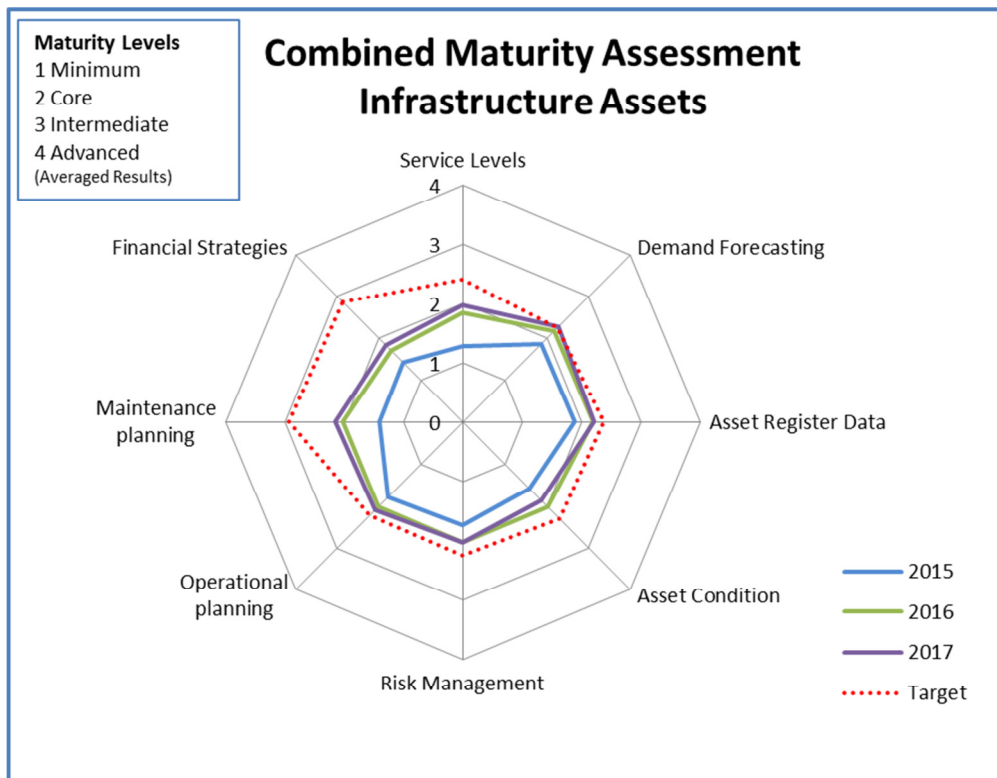 Maturity Levels
1 Minimum
2 Core
3 Intermediate
4 Advanced
(Averaged Results)
Combined Maturity Assessment
Infrastructure Assets
Service Levels
4
3
2
1
0
Financial Strategies
Demand Forecasting
Maintenance
planning
Asset Register Data
Operational
planning
Asset Condition
Risk Management
2015
2016
2017
Target